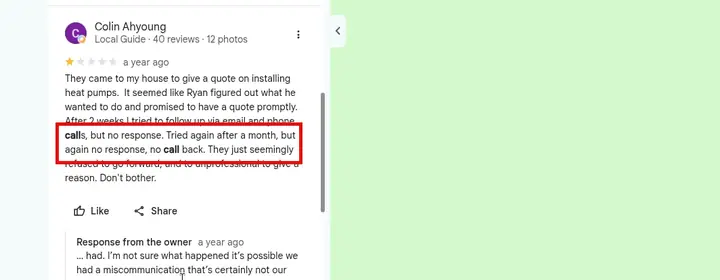 Colin Ahyoung
Local Guide · 40 reviews · 12 photos
a year ago
They came to my house to give a quote on installing
heat pumps. It seemed like Ryan figured out what he
wanted to do and promised to have a quote promptly.
After 2 weeks I tried to follow up via email and phone
calls, but no response. Tried again after a month, but
again no response, no call back. They just seemingly
refused to go forward, and to unprofessional to give a
reason. Don't bother.
Like Share
Response from the owner a year ago
... had. I'm not sure what happened it's possible we
had a miscommunication that's certainly not our